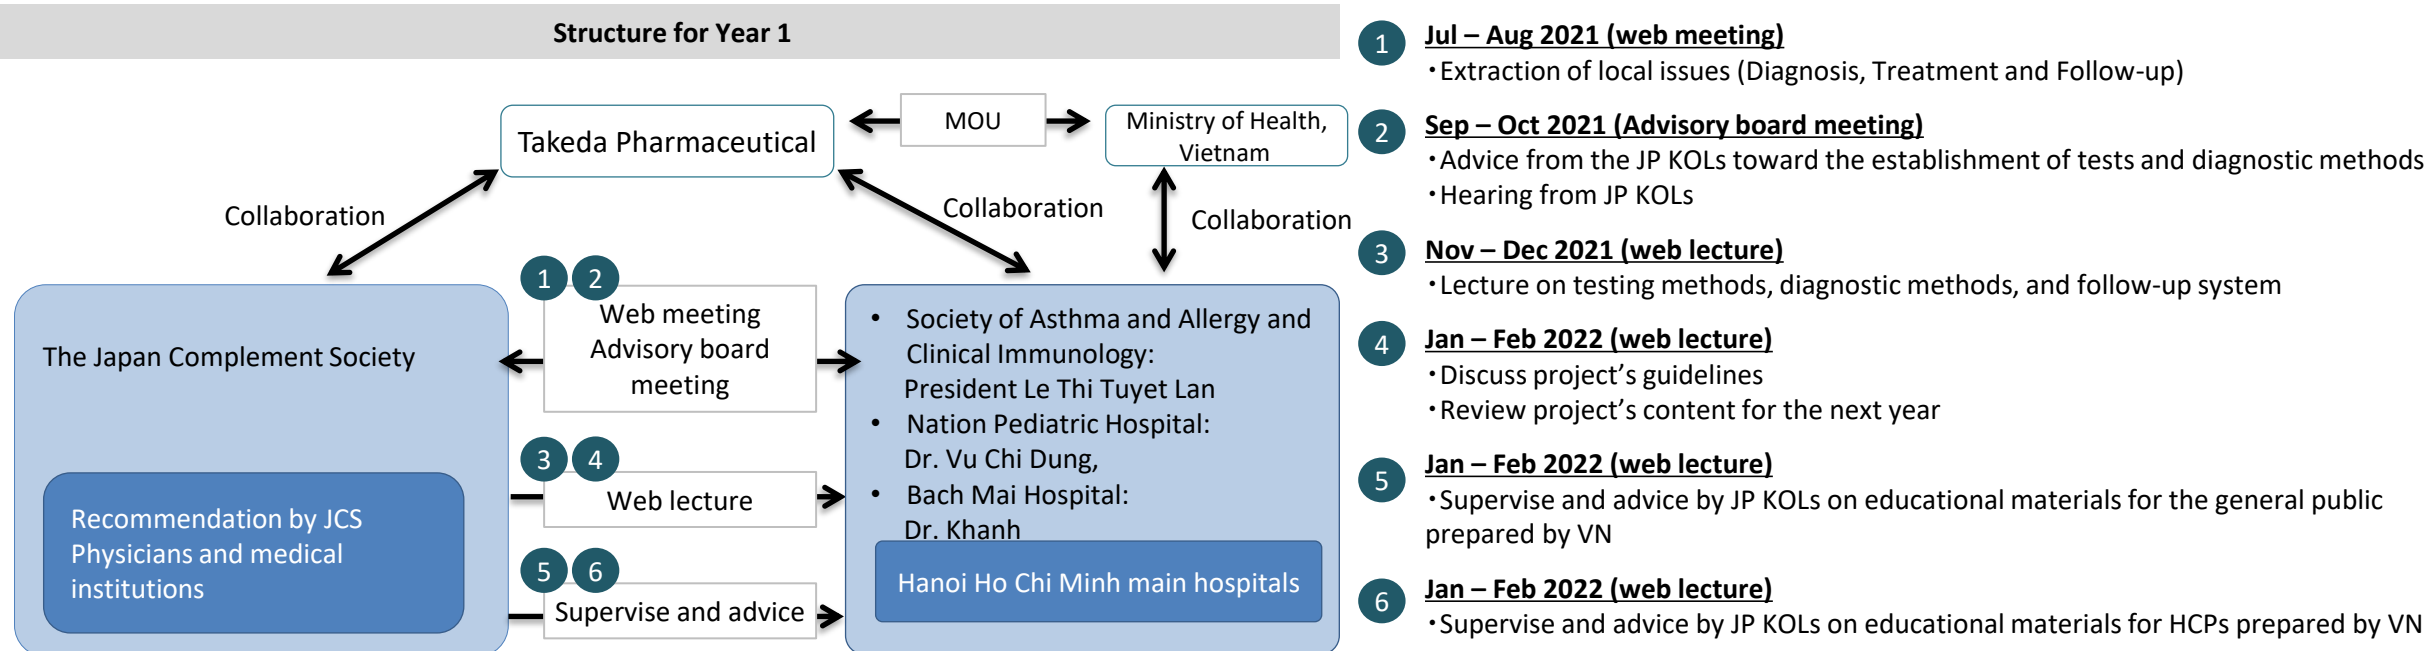 Structure for Year 1
Takeda Pharmaceutical
MOU
Ministry of Health,
Vietnam
Collaboration
Collaboration
Collaboration
The Japan Complement Society
Recommendation by JCS
Physicians and medical
institutions
1 2
Web meeting
Advisory board
meeting
3 4
Web lecture
5 6
Supervise and advice
• Society of Asthma and Allergy and
Clinical Immunology:
President Le Thi Tuyet Lan
• Nation Pediatric Hospital:
Dr. Vu Chi Dung,
• Bach Mai Hospital:
Dr. Khanh
Hanoi Ho Chi Minh main hospitals
1 Jul – Aug 2021 (web meeting)
・Extraction of local issues (Diagnosis, Treatment and Follow-up)
2 Sep – Oct 2021 (Advisory board meeting)
・Advice from the JP KOLs toward the establishment of tests and diagnostic methods
・Hearing from JP KOLs
3 Nov – Dec 2021 (web lecture)
・Lecture on testing methods, diagnostic methods, and follow-up system
4 Jan – Feb 2022 (web lecture)
・Discuss project’s guidelines
・Review project’s content for the next year
5 Jan – Feb 2022 (web lecture)
・Supervise and advice by JP KOLs on educational materials for the general public
prepared by VN
6 Jan – Feb 2022 (web lecture)
・Supervise and advice by JP KOLs on educational materials for HCPs prepared by VN